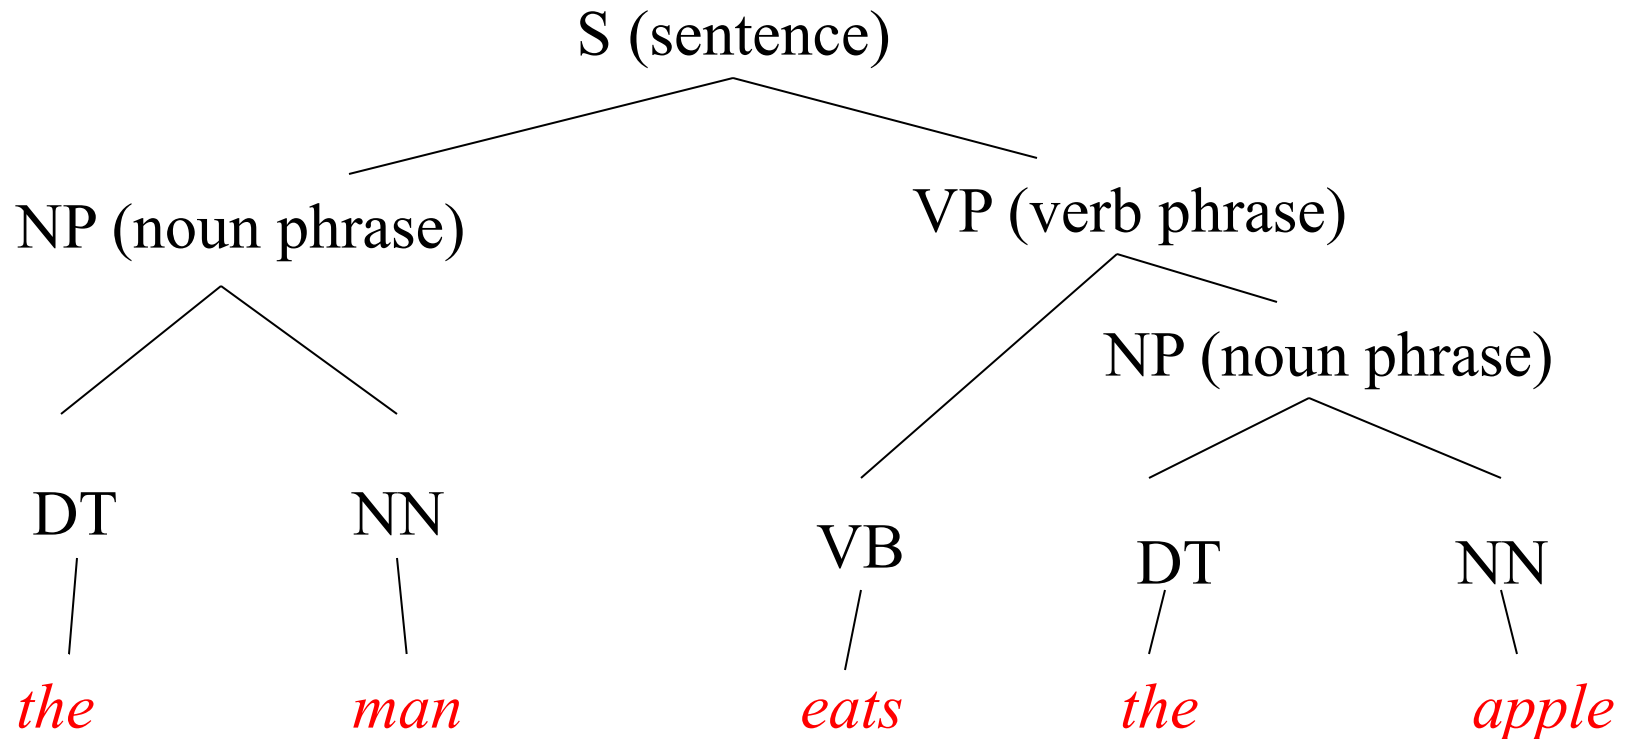 S (sentence)
NP (noun phrase)
VP (verb phrase)
NP (noun phrase)
DT
NN
VB
DT
NN
the
man
eats
the
apple